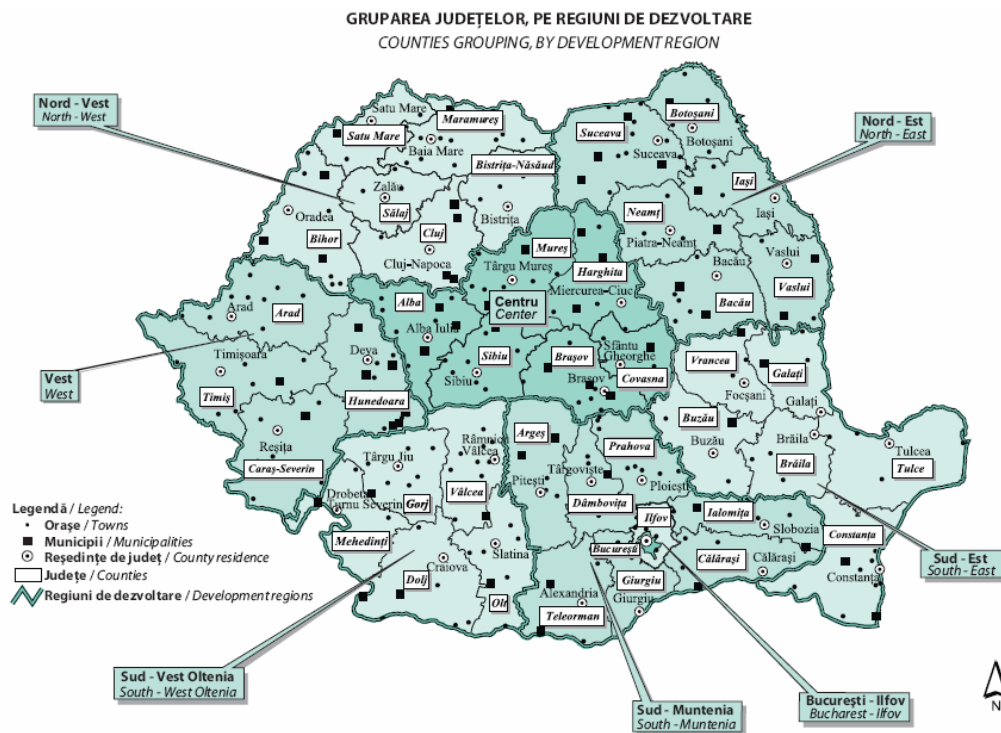 GRUPAREA JUDEȚELOR, PE REGIUNI DE DEZVOLTARE
COUNTIES GROUPING, BY DEVELOPMENT REGION
Nord - Vest
North - West
Nord - Est
North - East
Satu Mare
Maramureș
Satu Mare
Baia Mare
Bistrița-Năsăud
Suceava
Suceava
Botoșani
Botoșani
Zalău
Sălaj
Oradea
Bihor
Cluj
Cluj-Napoca
Bistrița
Neamț
Piatra-Neamț
Iași
Iași
Mureș
Târgu Mureș
Harghita
Miercurea-Ciuc
Bacău
Bacău
Vaslui
Vaslui
Arad
Arad
Alba
Alba Iulia
Centru
Center
Timișoara
Timiș
Deva
Hunedoara
Sibiu
Sibiu
Brașov
Brașov
Sfântu
Gheorghe
Covasna
Vrancea
Focșani
Galați
Galați
Vest
West
Reșița
Caraș-Severin
Târgu Jiu
Gorj
Râmnicu
Vâlcea
Vâlcea
Argeș
Pitești
Târgoviște
Dâmbovița
Prahova
Ploiești
Buzău
Buzău
Brăila
Brăila
Tulcea
Tulce
Drobeta
Turnu Severin
Mehedinți
Craiova
Dolj
Slatina
Olt
Ilfov
București
Giurgiu
Giurgiu
Alexandria
Teleorman
Ialomița
Slobozia
Călărași
Călărași
Constanța
Constanța
Legendă / Legend:
Orașe / Towns
Municipii / Municipalities
Reședințe de județ / County residence
Județe / Counties
Regiuni de dezvoltare / Development regions
Sud - Est
South - East
Sud - Vest Oltenia
South - West Oltenia
Sud - Muntenia
South - Muntenia
București - Ilfov
Bucharest - Ilfov
N